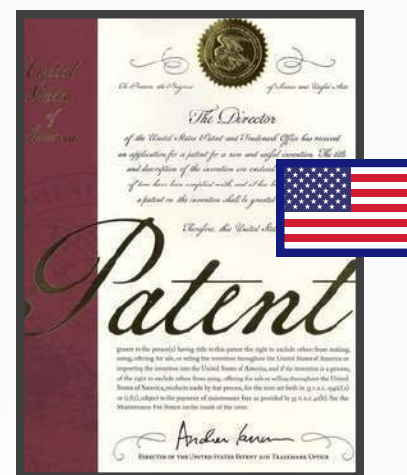 United
States
of
America
To Promote the Progress
of Science and Useful Arts
The Director
of the United States Patent and Trademark Office has received
an application for a patent for a new and useful invention. The title
and description of the invention are enclosed
of law have been complied with, and it has
a patent on the invention shall be granted
Therefore, this United States
Patent
grants to the person(s) having title to this patent the right to exclude others from making,
using, offering for sale, or selling the invention throughout the United States of America or
importing the invention into the United States of America, and if the invention is a process,
of the right to exclude others from using, offering for sale or selling throughout the United
States of America, products made by that process, for the term set forth in 35 U.S.C. 154(a)(2)
or (c)(1), subject to the payment of maintenance fees as provided by 35 U.S.C. 41(b). See the
Maintenance Fee Notice on the inside of the cover.
Director of the United States Patent and Trademark Office